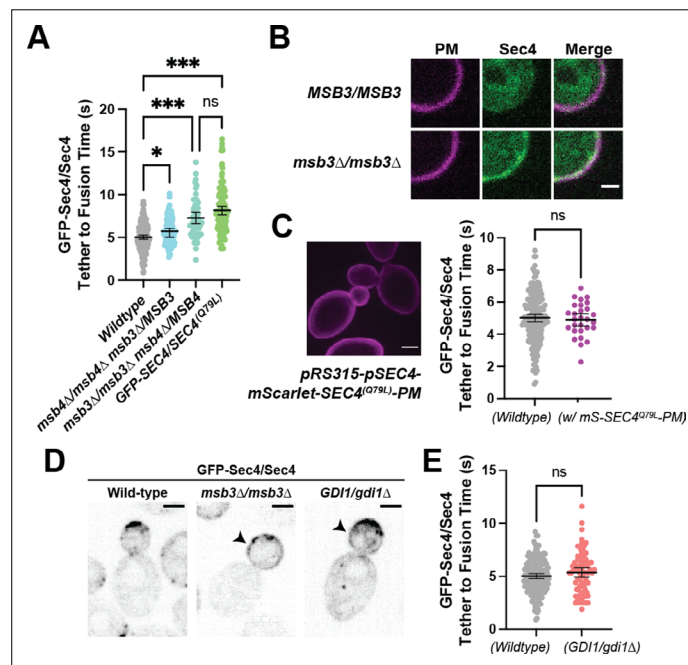 A
GFP-Sec4/Sec4
Tether to Fusion Time (s)
20
15
10
5
0
***
***
ns
*
Wildtype
msb4Δ/msb4Δ msb3Δ/MSB3
msb3Δ/msb3Δ msb4Δ/MSB4
GFP-SEC4/SEC4(Q79L)
B
PM Sec4 Merge
MSB3/MSB3
msb3Δ/msb3Δ
C
pRS315-pSEC4-
mScarlet-SEC4(Q79L)-PM
GFP-Sec4/Sec4
Tether to Fusion Time (s)
10
8
6
4
2
0
ns
(Wildtype) (w/ mS-SEC4Q79L-PM)
D
GFP-Sec4/Sec4
Wild-type msb3Δ/msb3Δ GDI1/gdi1Δ
E
GFP-Sec4/Sec4
Tether to Fusion Time (s)
15
10
5
0
ns
(Wildtype) (GDI1/gdi1Δ)